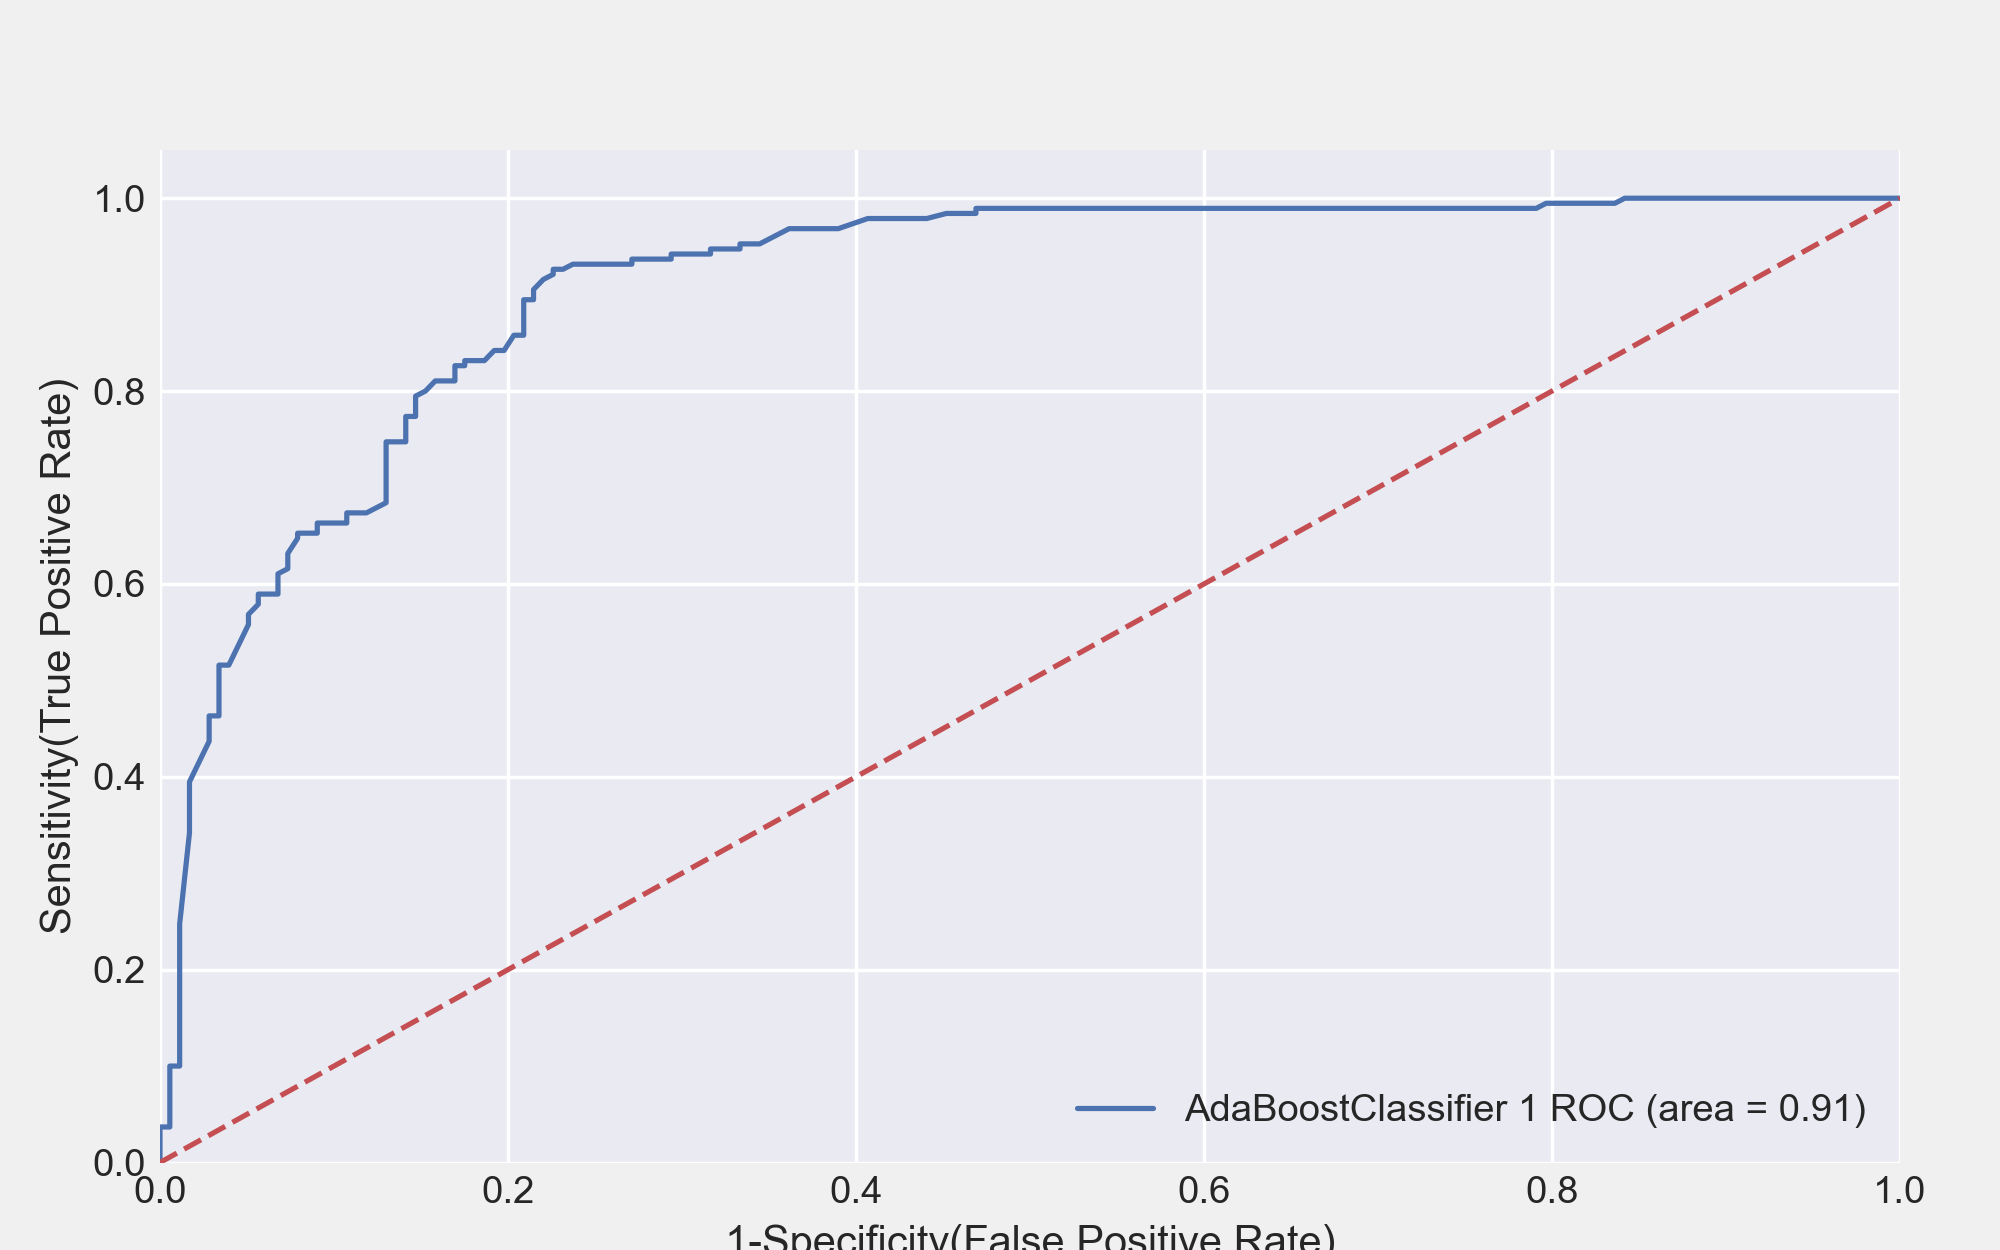 1.0
0.8
0.6
0.4
0.2
0.0
Sensitivity(True Positive Rate)
AdaBoostClassifier 1 ROC (area = 0.91)
0.0 0.2 0.4 0.6 0.8 1.0
1-Specificity(False Positive Rate)